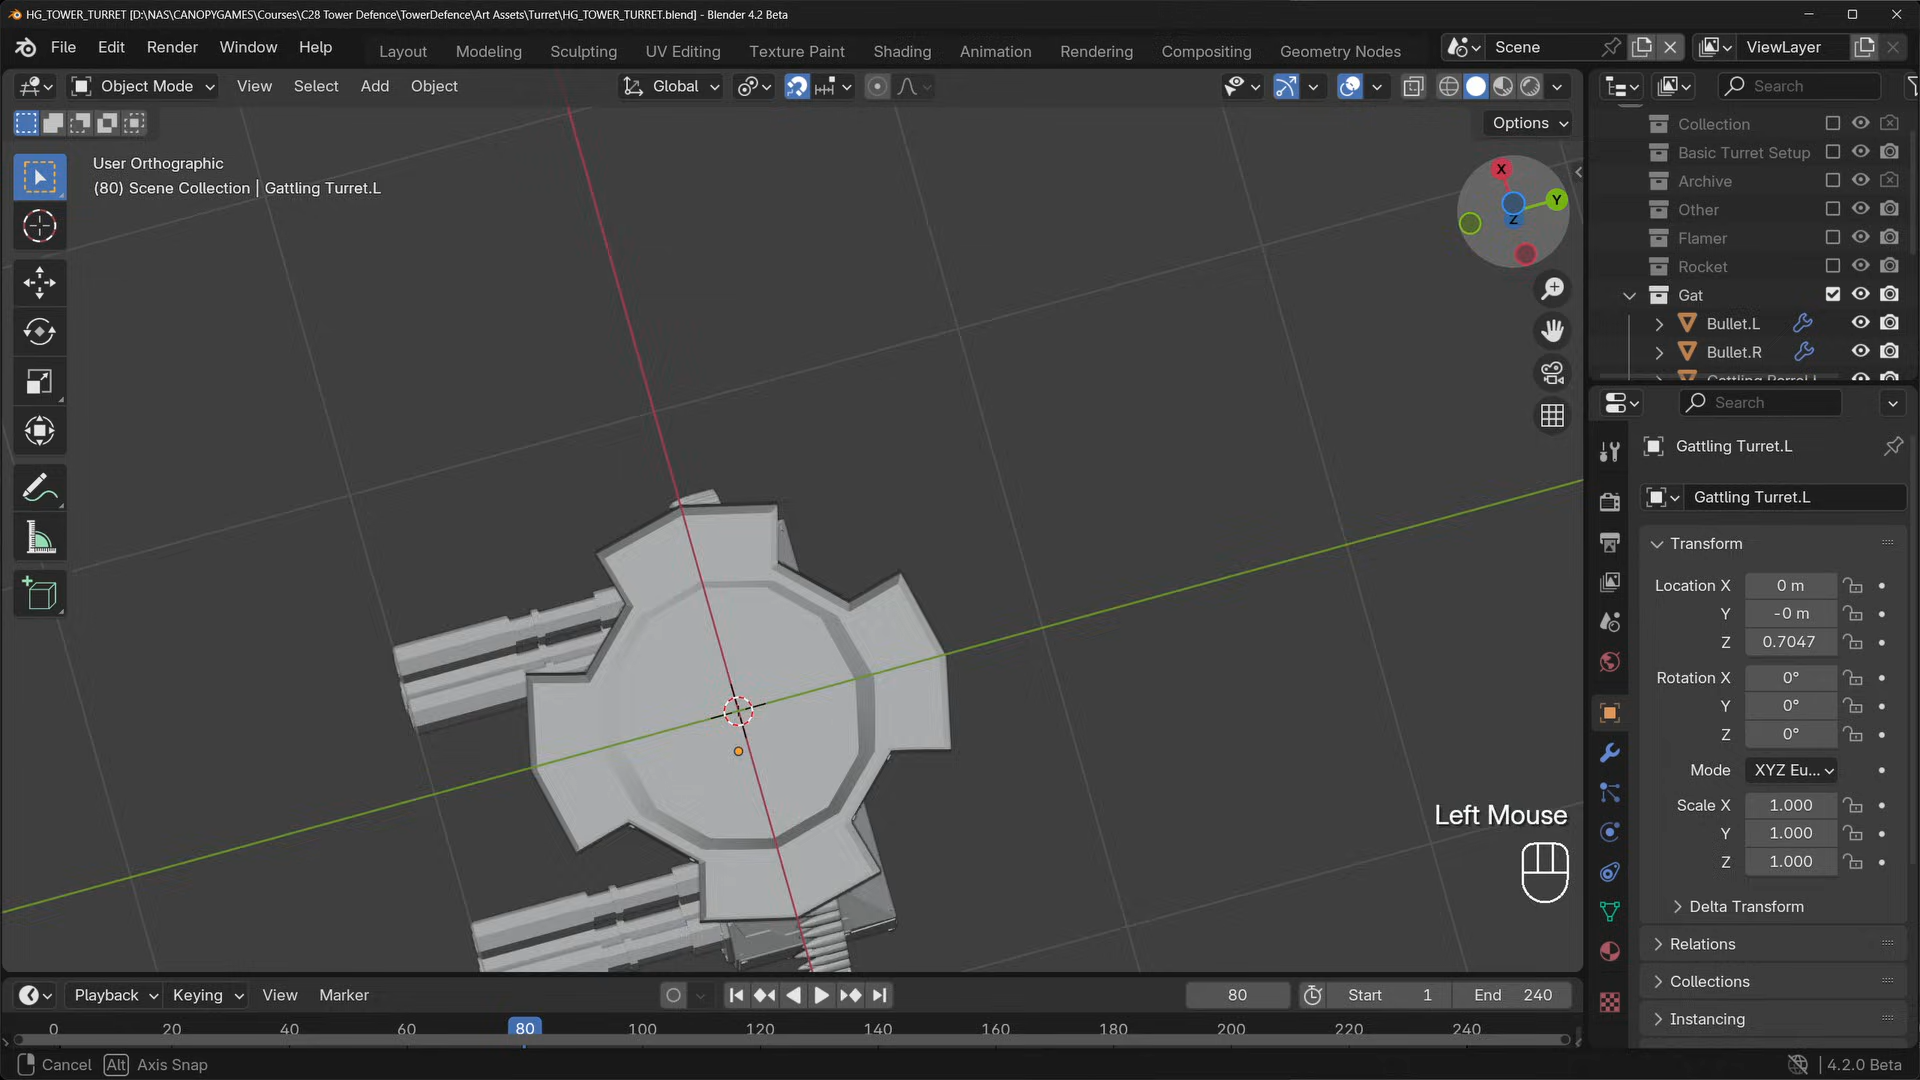 HG_TOWER_TURRET [D:\NAS\CANOPYGAMES\Courses\C28 Tower Defence\TowerDefence\Art Assets\Turret\HG_TOWER_TURRET.blend] - Blender 4.2 Beta
File Edit Render Window Help Layout Modeling Sculpting UV Editing Texture Paint Shading Animation Rendering Compositing Geometry Nodes Scene ViewLayer
Object Mode View Select Add Object Global Search
Options
User Orthographic
(80) Scene Collection | Gattling Turret.L
X
Y
Z
Collection
Basic Turret Setup
Archive
Other
Flamer
Rocket
Gat
Bullet.L
Bullet.R
Search
Gattling Turret.L
Gattling Turret.L
Transform
Location X 0 m
Y -0 m
Z 0.7047
Rotation X 0°
Y 0°
Z 0°
Mode XYZ Eu...
Scale X 1.000
Y 1.000
Z 1.000
Delta Transform
Relations
Collections
Instancing
Left Mouse
Playback Keying View Marker 80 Start 1 End 240
0 20 40 60 80 100 120 140 160 180 200 220 240
Cancel Alt Axis Snap 4.2.0 Beta